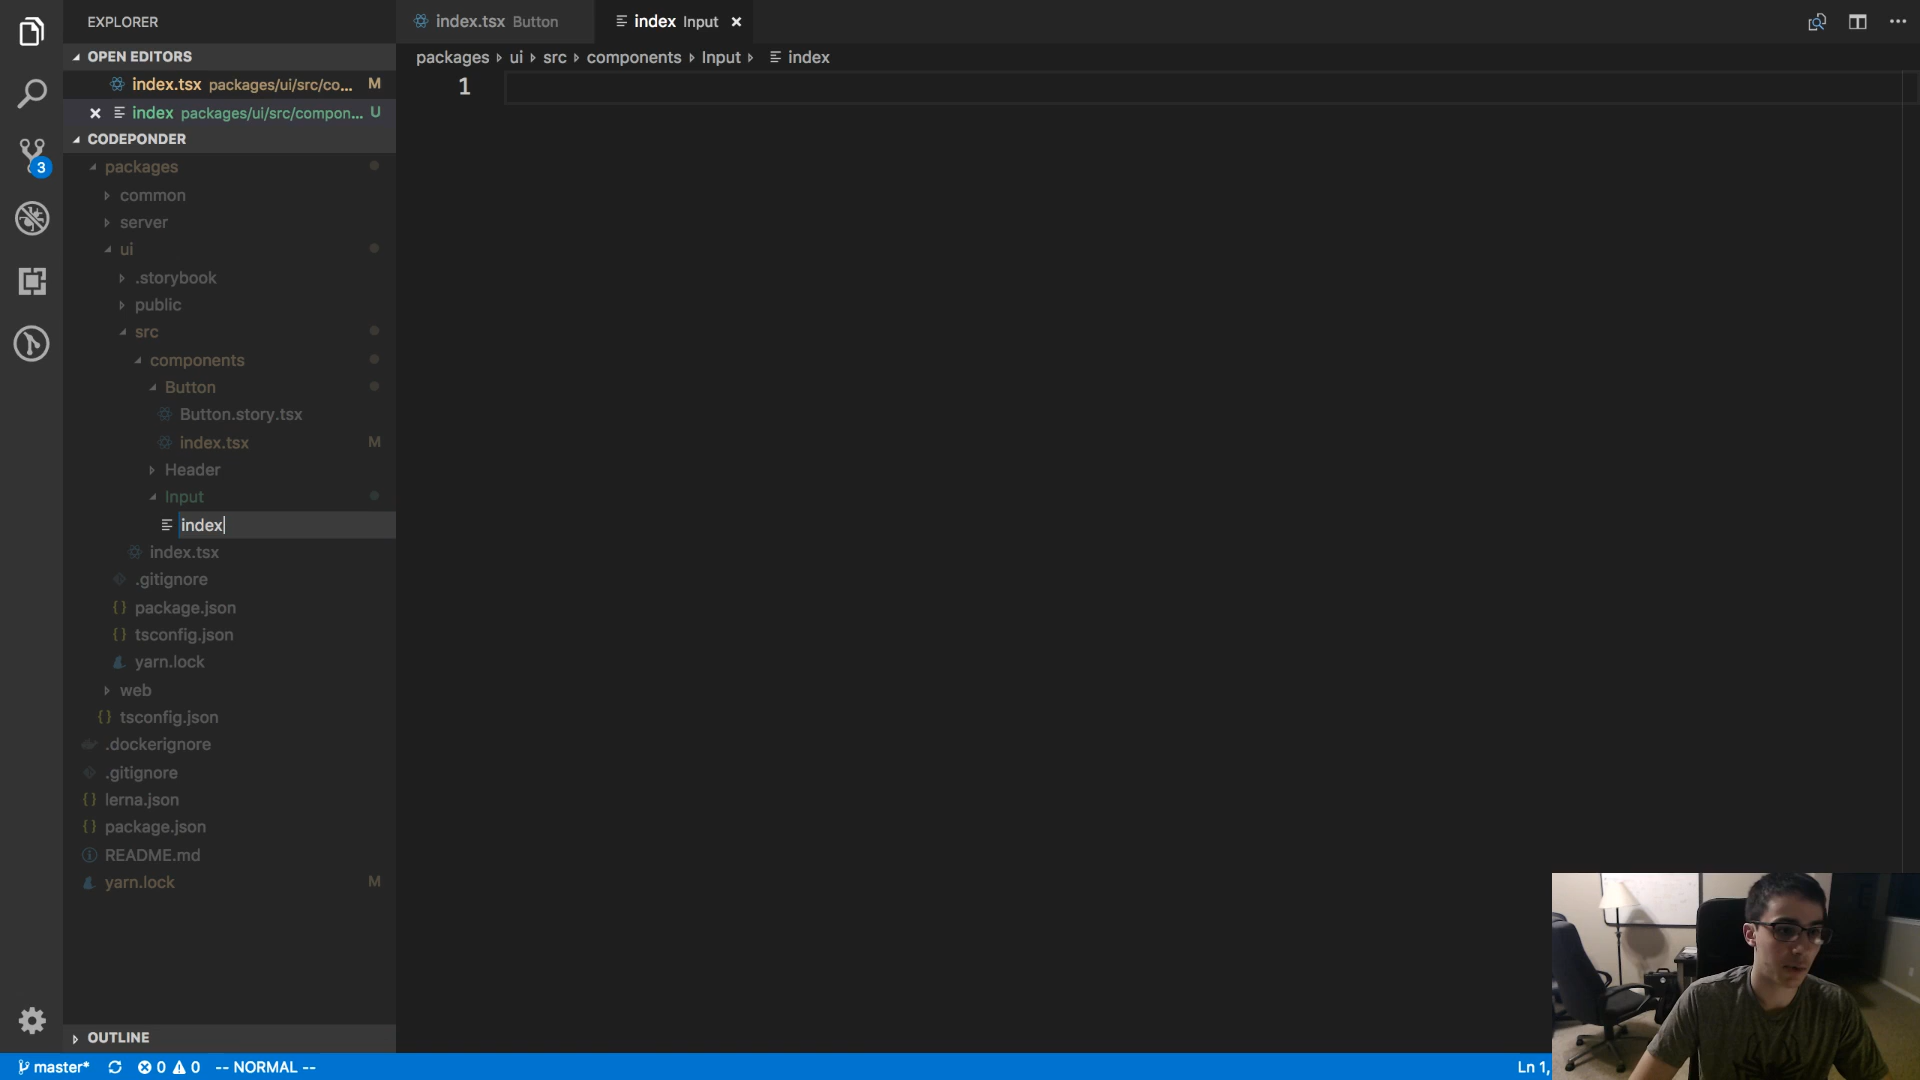 EXPLORER
index.tsx Button
index Input
OPEN EDITORS
index.tsx packages/ui/src/co... M
index packages/ui/src/compon... U
packages ui src components Input index
1
CODEPONDER
packages
common
server
ui
.storybook
public
src
components
Button
Button.story.tsx
index.tsx M
Header
Input
index
index.tsx
.gitignore
package.json
tsconfig.json
yarn.lock
web
tsconfig.json
.dockerignore
.gitignore
lerna.json
package.json
README.md
yarn.lock M
3
OUTLINE
master* 0 0 -- NORMAL -- Ln 1,